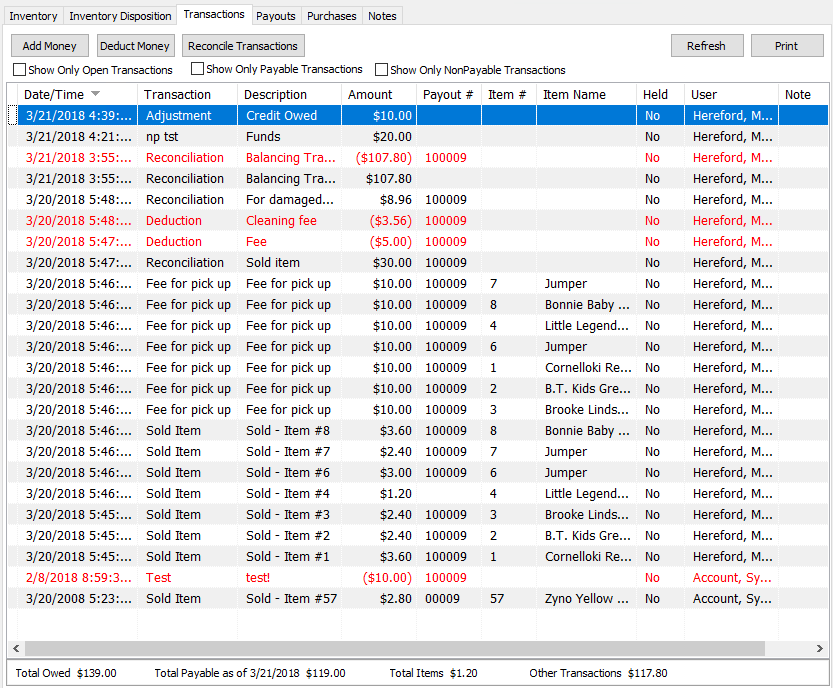 Inventory Inventory Disposition Transactions Payouts Purchases Notes
Add Money Deduct Money Reconcile Transactions Refresh Print
Show Only Open Transactions Show Only Payable Transactions Show Only NonPayable Transactions
Date/Time Transaction Description Amount Payout # Item # Item Name Held User Note
3/21/2018 4:39:... Adjustment Credit Owed $10.00 No Hereford, M...
3/21/2018 4:21:... np tst Funds $20.00 No Hereford, M...
3/21/2018 3:55:... Reconciliation Balancing Tra... ($107.80) 100009 No Hereford, M...
3/21/2018 3:55:... Reconciliation Balancing Tra... $107.80 No Hereford, M...
3/20/2018 5:48:... Reconciliation For damaged... $8.96 100009 No Hereford, M...
3/20/2018 5:48:... Deduction Cleaning fee ($3.56) 100009 No Hereford, M...
3/20/2018 5:47:... Deduction Fee ($5.00) 100009 No Hereford, M...
3/20/2018 5:47:... Reconciliation Sold item $30.00 100009 No Hereford, M...
3/20/2018 5:46:... Fee for pick up Fee for pick up $10.00 100009 7 Jumper No Hereford, M...
3/20/2018 5:46:... Fee for pick up Fee for pick up $10.00 100009 8 Bonnie Baby ... No Hereford, M...
3/20/2018 5:46:... Fee for pick up Fee for pick up $10.00 100009 4 Little Legend... No Hereford, M...
3/20/2018 5:46:... Fee for pick up Fee for pick up $10.00 100009 6 Jumper No Hereford, M...
3/20/2018 5:46:... Fee for pick up Fee for pick up $10.00 100009 1 Cornelloki Re... No Hereford, M...
3/20/2018 5:46:... Fee for pick up Fee for pick up $10.00 100009 2 B.T. Kids Gre... No Hereford, M...
3/20/2018 5:46:... Fee for pick up Fee for pick up $10.00 100009 3 Brooke Linds... No Hereford, M...
3/20/2018 5:46:... Sold Item Sold - Item #8 $3.60 100009 8 Bonnie Baby ... No Hereford, M...
3/20/2018 5:46:... Sold Item Sold - Item #7 $2.40 100009 7 Jumper No Hereford, M...
3/20/2018 5:46:... Sold Item Sold - Item #6 $3.00 100009 6 Jumper No Hereford, M...
3/20/2018 5:46:... Sold Item Sold - Item #4 $1.20 4 Little Legend... No Hereford, M...
3/20/2018 5:45:... Sold Item Sold - Item #3 $2.40 100009 3 Brooke Linds... No Hereford, M...
3/20/2018 5:45:... Sold Item Sold - Item #2 $2.40 100009 2 B.T. Kids Gre... No Hereford, M...
3/20/2018 5:45:... Sold Item Sold - Item #1 $3.60 100009 1 Cornelloki Re... No Hereford, M...
2/8/2018 8:59:3... Test test! ($10.00) 100009 No Account, Sy...
3/20/2008 5:23:... Sold Item Sold - Item #57 $2.80 00009 57 Zyno Yellow ... No Account, Sy...
Total Owed $139.00 Total Payable as of 3/21/2018 $119.00 Total Items $1.20 Other Transactions $117.80